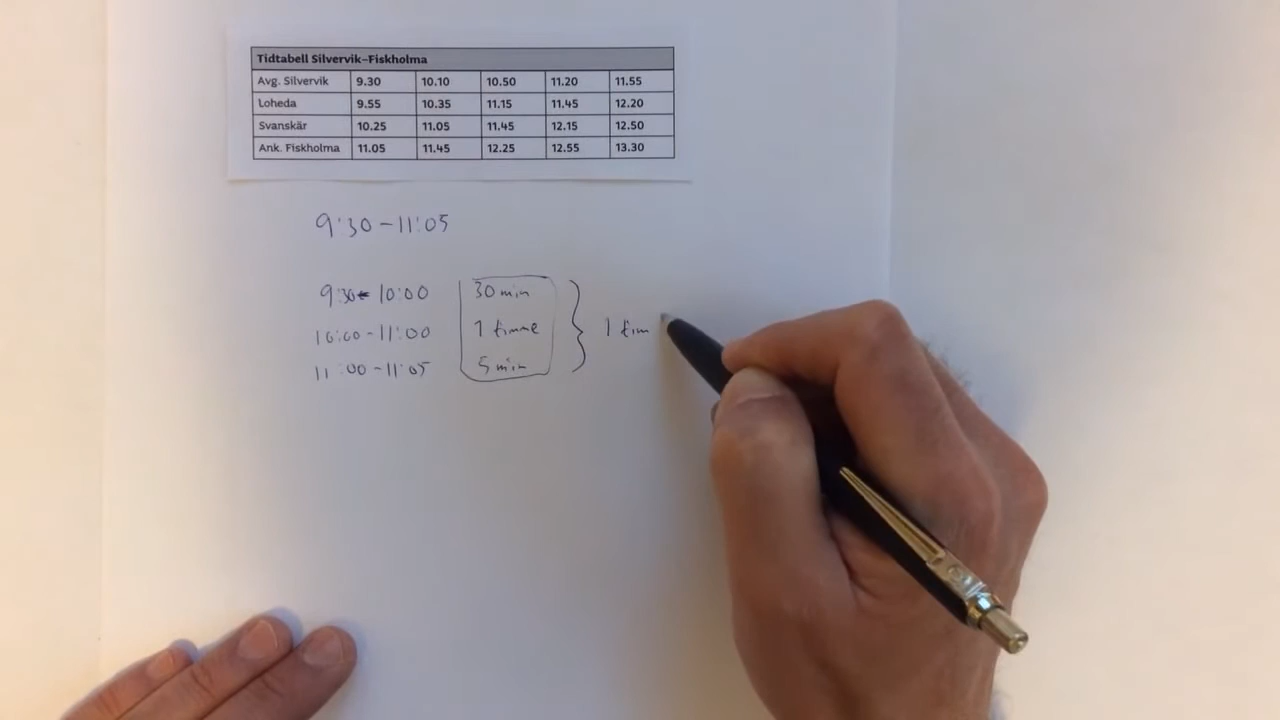 Tidtabell Silvervik–Fiskholma
Avg. Silvervik 9.30 10.10 10.50 11.20 11.55
Loheda 9.55 10.35 11.15 11.45 12.20
Svanskär 10.25 11.05 11.45 12.15 12.50
Ank. Fiskholma 11.05 11.45 12.25 12.55 13.30
9:30-11:05
9:30-10:00 30 min
10:00-11:00 1 timme
11:00-11:05 5 min
1 tim